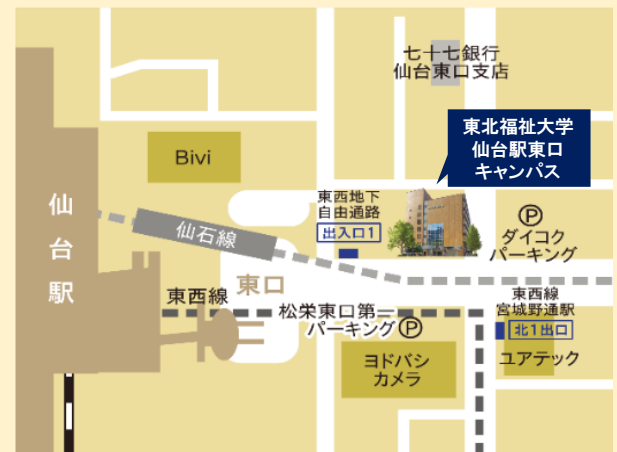 七十七銀行
仙台東口支店
東北福祉大学
仙台駅東口
キャンパス
Bivi
仙台駅
仙石線
東西地下
自由通路
出入口1
P
ダイコク
パーキング
東口
東西線
松栄東口第一
パーキングP
東西線
宮城野通駅
北1出口
ヨドバシ
カメラ
ユアテック